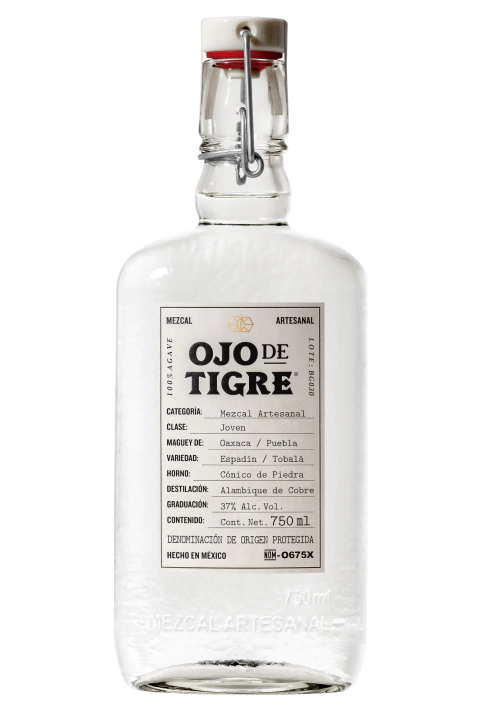 MEZCAL ARTESANAL
100% AGAVE
LOTE: BG030
OJO DE
TIGRE®
CATEGORÍA: Mezcal Artesanal
CLASE: Joven
MAGUEY DE: Oaxaca / Puebla
VARIEDAD: Espadín / Tobalá
HORNO: Cónico de Piedra
DESTILACIÓN: Alambique de Cobre
GRADUACIÓN: 37% Alc. Vol.
CONTENIDO: Cont. Net. 750 ml
DENOMINACIÓN DE ORIGEN PROTEGIDA
HECHO EN MÉXICO NOM-O675X
750ml
-MEZCAL ARTESANAL-